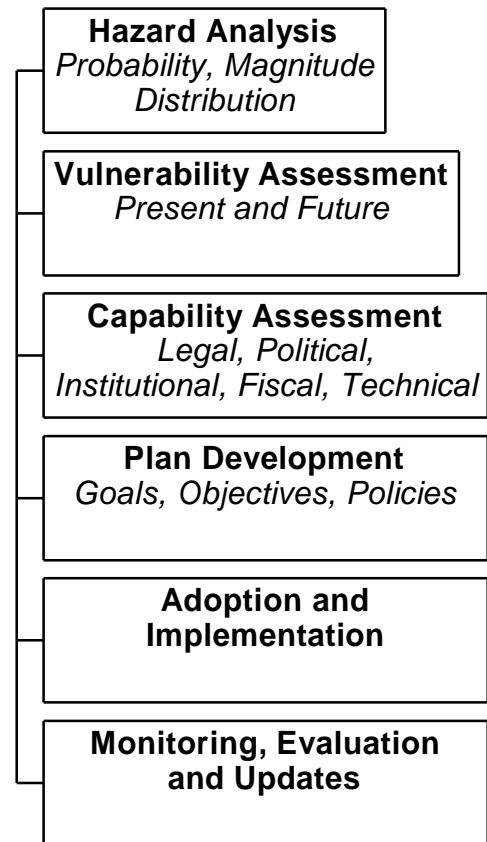 Hazard Analysis
Probability, Magnitude
Distribution
Vulnerability Assessment
Present and Future
Capability Assessment
Legal, Political,
Institutional, Fiscal, Technical
Plan Development
Goals, Objectives, Policies
Adoption and
Implementation
Monitoring, Evaluation
and Updates